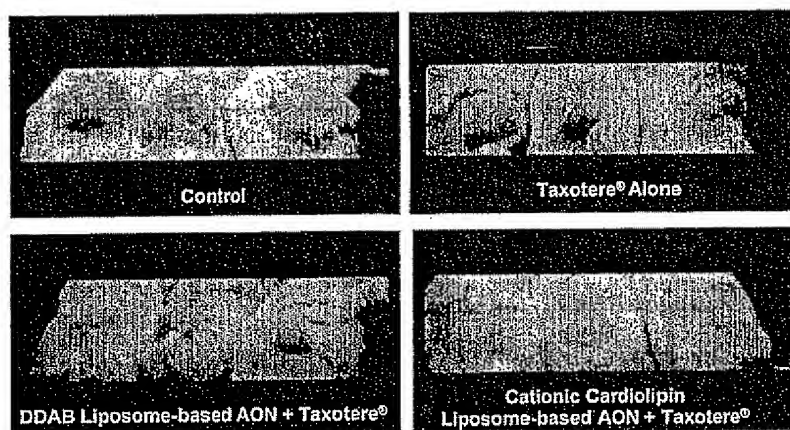 Control
Taxotere® Alone
DDAB Liposome-based AON + Taxotere®
Cationic Cardiolipin
Liposome-based AON + Taxotere®